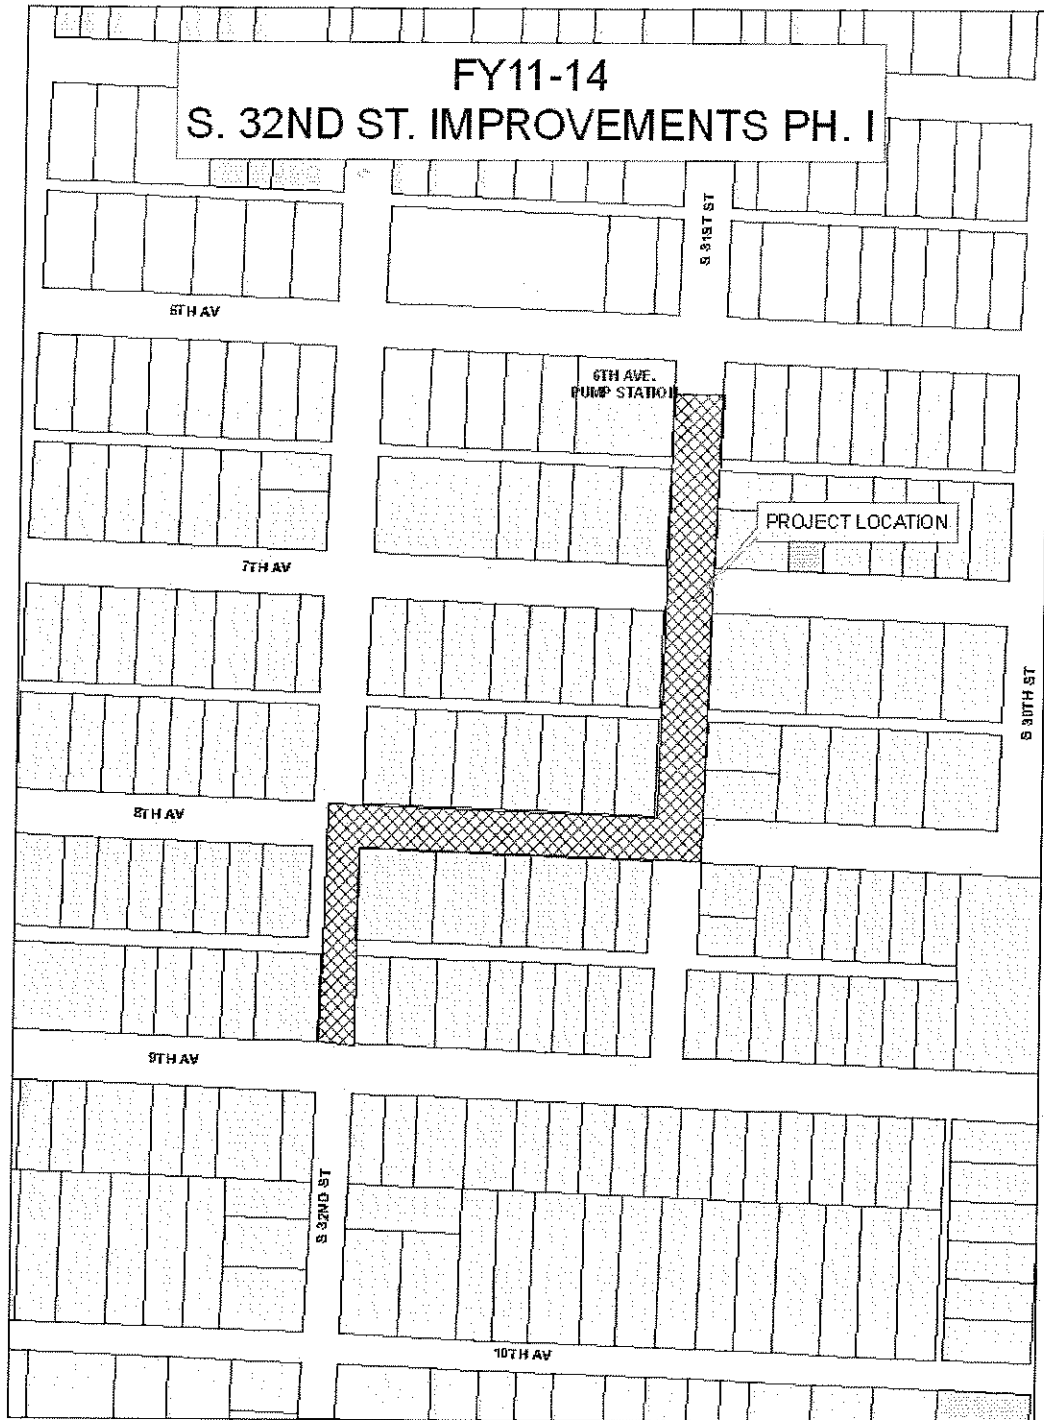 FY11-14
S. 32ND ST. IMPROVEMENTS PH. I
S 31ST ST
6TH AV
6TH AVE.
PUMP STATION
PROJECT LOCATION
7TH AV
S 30TH ST
8TH AV
9TH AV
S 32ND ST
10TH AV